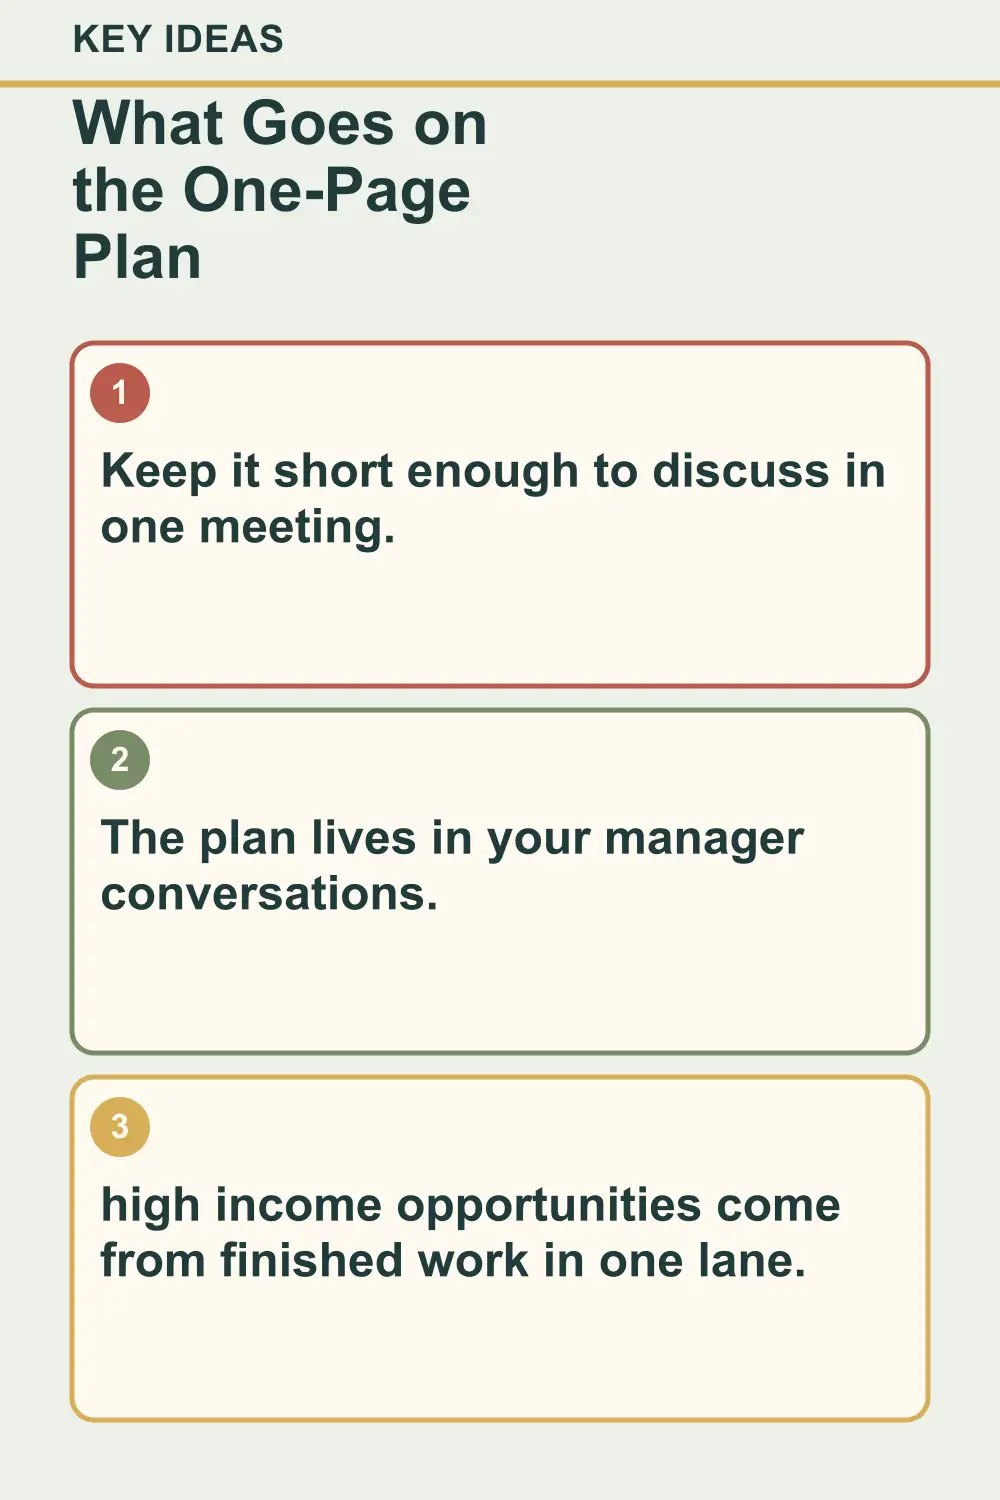 KEY IDEAS
What Goes on
the One-Page
Plan
1
Keep it short enough to discuss in
one meeting.
2
The plan lives in your manager
conversations.
3
high income opportunities come
from finished work in one lane.